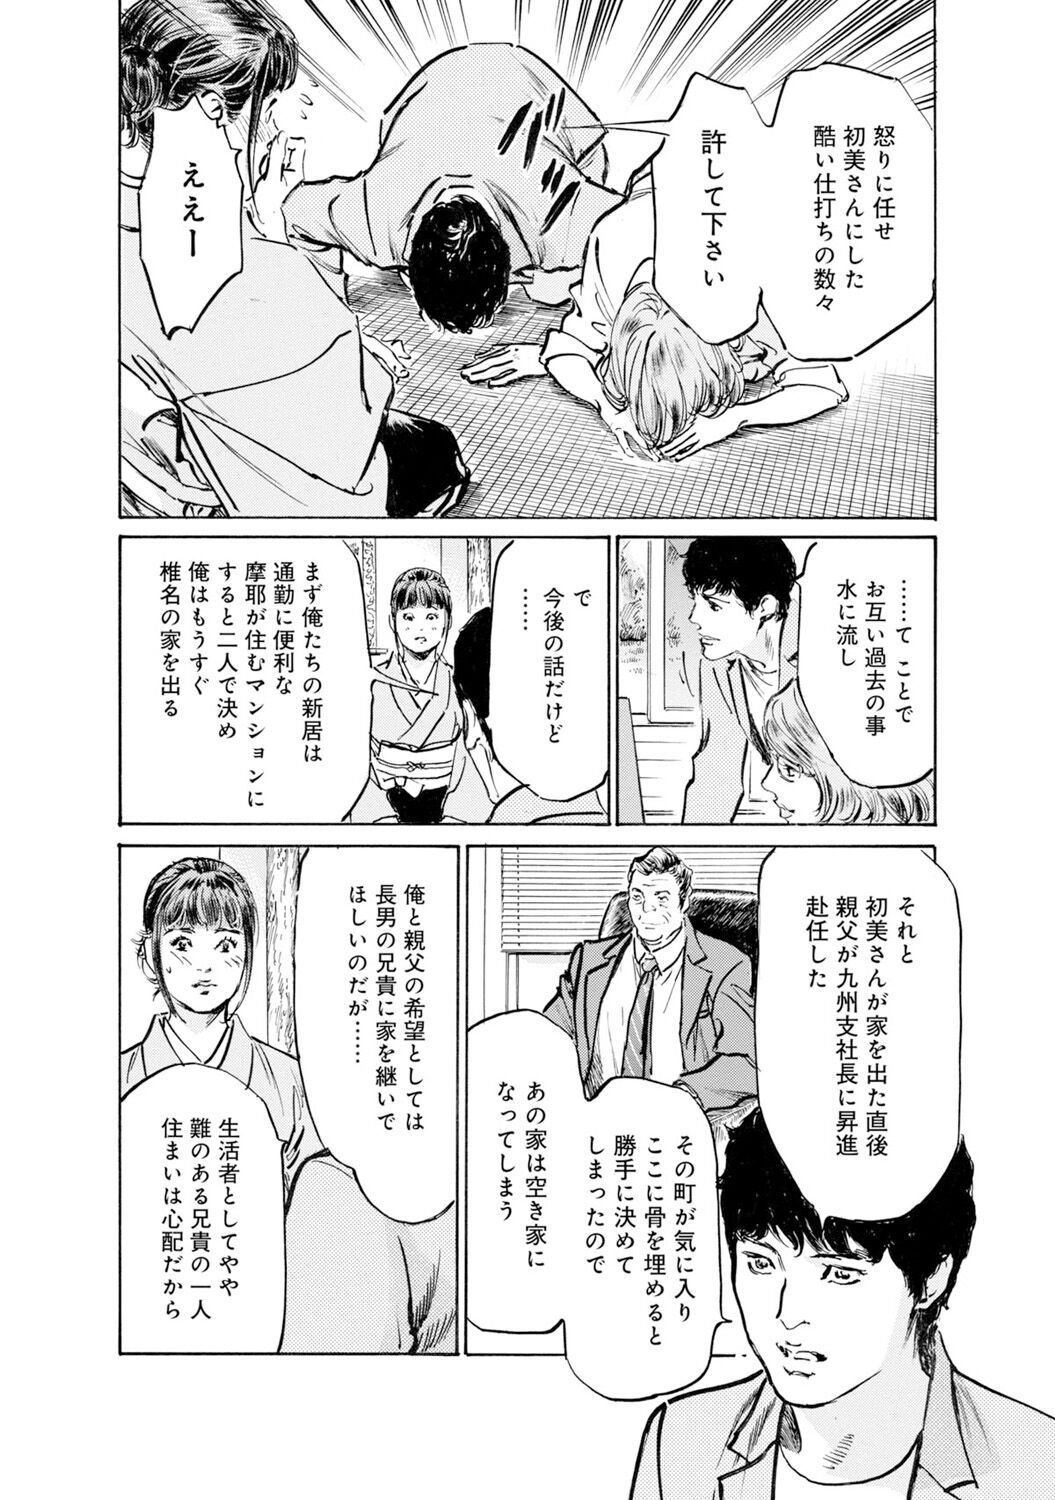 怒りに任せ
初美さんにした
酷い仕打ちの数々
許して下さい
ええー
……て ことで
お互い過去の事
水に流し
で
今後の話だけど
……
まず俺たちの新居は
通勤に便利な
摩耶が住むマンションに
すると二人で決め
俺はもうすぐ
椎名の家を出る
それと
初美さんが家を出た直後
親父が九州支社長に昇進
赴任した
その町が気に入り
ここに骨を埋めると
勝手に決めて
しまったので
あの家は空き家に
なってしまう
俺と親父の希望としては
長男の兄貴に家を継いで
ほしいのだが……
生活者としてやや
難のある兄貴の一人
住まいは心配だから